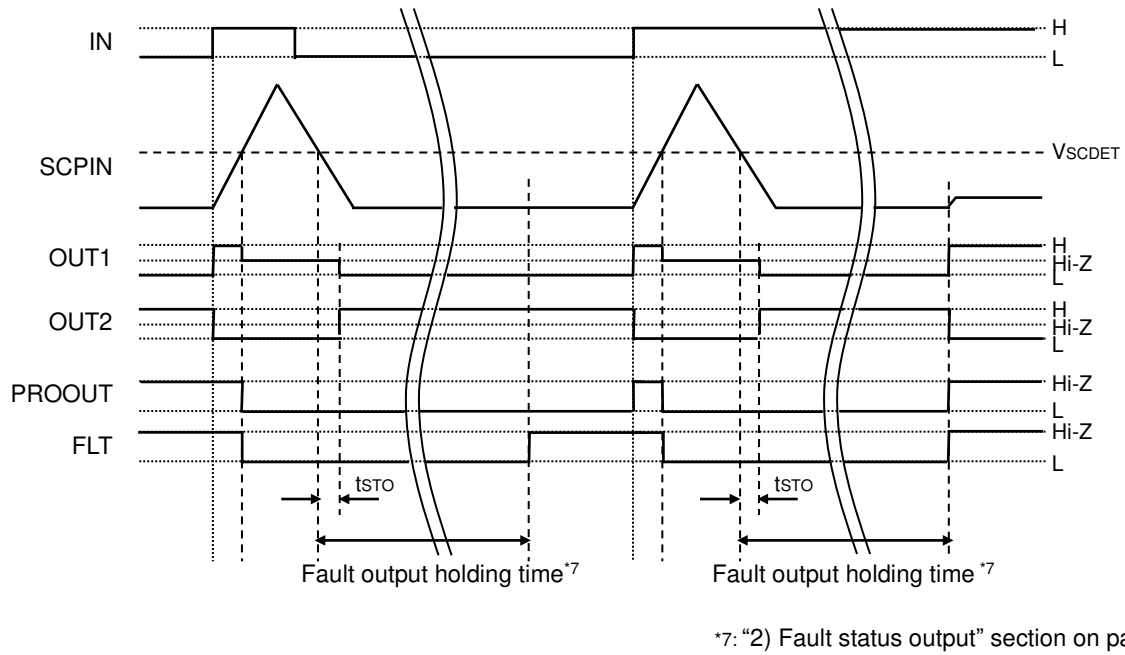 IN
H
L
SCPIN
VSCDET
OUT1
H
Hi-Z
L
OUT2
H
Hi-Z
L
PROOUT
Hi-Z
L
FLT
Hi-Z
L
tSTO
tSTO
Fault output holding time*7
Fault output holding time *7
*7: “2) Fault status output” section on